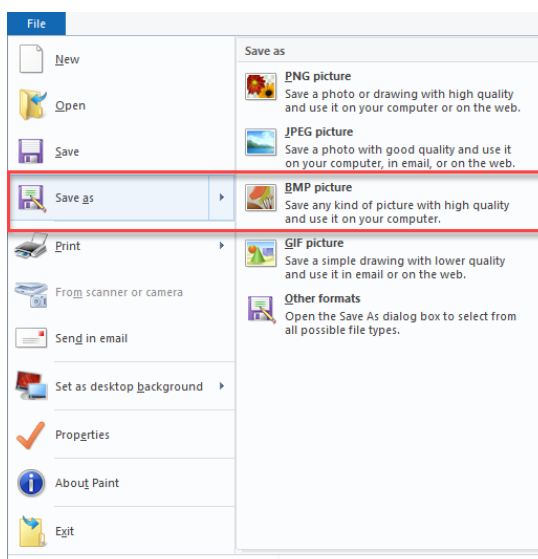 File
New
Open
Save
Save as
Print
From scanner or camera
Send in email
Set as desktop background
Properties
About Paint
Exit
Save as
PNG picture
Save a photo or drawing with high quality
and use it on your computer or on the web.
JPEG picture
Save a photo with good quality and use it
on your computer, in email, or on the web.
BMP picture
Save any kind of picture with high quality
and use it on your computer.
GIF picture
Save a simple drawing with lower quality
and use it in email or on the web.
Other formats
Open the Save As dialog box to select from
all possible file types.